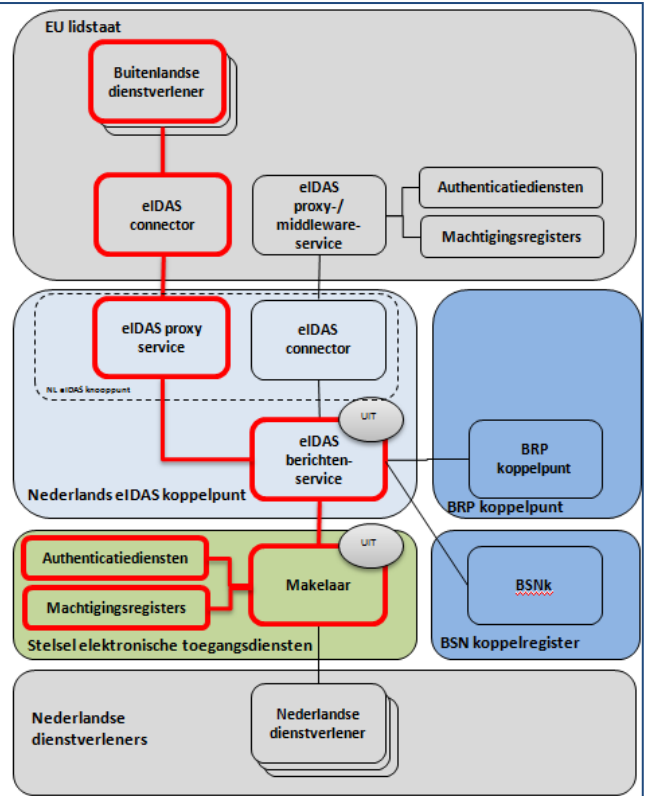 EU lidstaat
Buitenlandse
dienstverlener
eIDAS
connector
eIDAS
proxy-/
middleware-
service
Authenticatiediensten
Machtigingsregisters
eIDAS proxy
service
eIDAS
connector
NL eIDAS knooppunt
UIT
eIDAS
berichten-
service
Nederlands eIDAS koppelpunt
BRP
koppelpunt
BRP koppelpunt
UIT
Authenticatiediensten
Machtigingsregisters
Makelaar
Stelsel elektronische toegangsdiensten
BSNk
BSN koppelregister
Nederlandse
dienstverleners
Nederlandse
dienstverlener